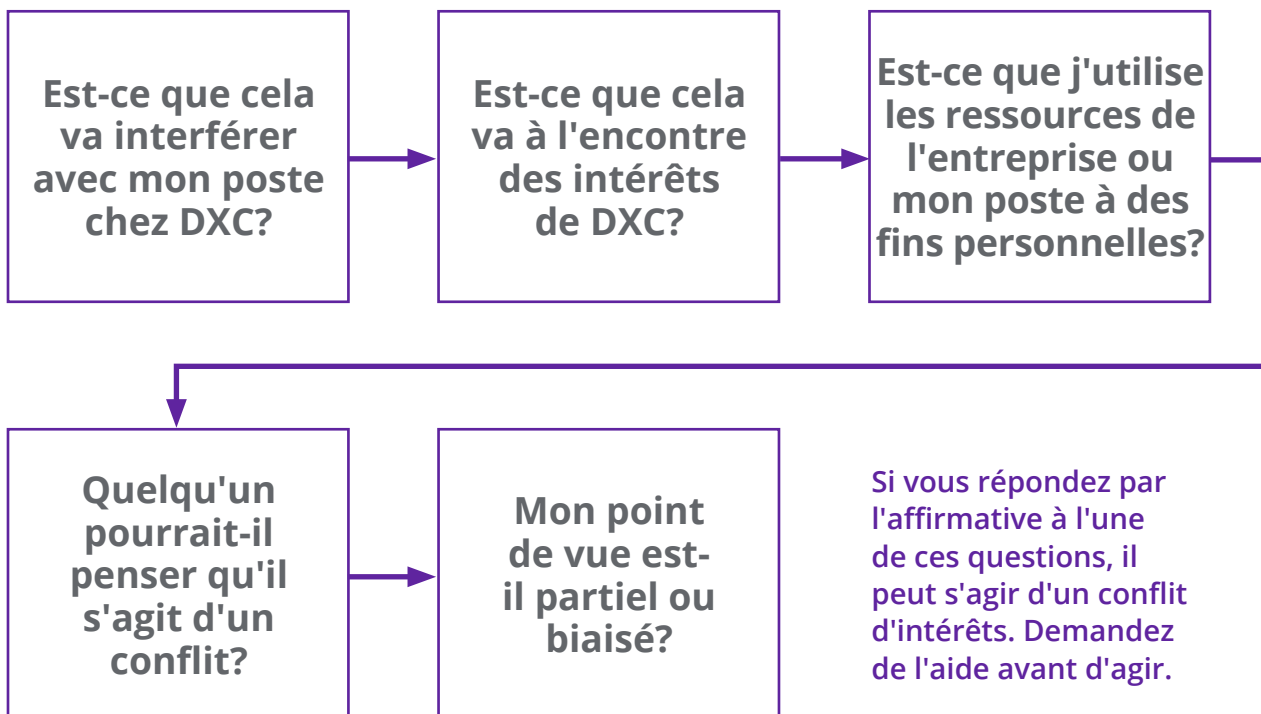 Est-ce que cela
va interférer
avec mon poste
chez DXC?
Est-ce que cela
va à l'encontre
des intérêts
de DXC?
Est-ce que j'utilise
les ressources de
l'entreprise ou
mon poste à des
fins personnelles?
Quelqu'un
pourrait-il
penser qu'il
s'agit d'un
conflit?
Mon point
de vue est-
il partiel ou
biaisé?
Si vous répondez par
l'affirmative à l'une
de ces questions, il
peut s'agir d'un conflit
d'intérêts. Demandez
de l'aide avant d'agir.